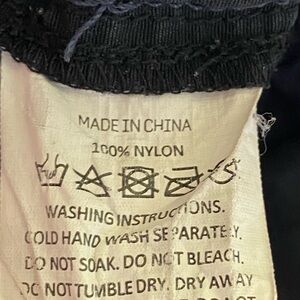 MADE IN CHINA
100% NYLON
WASHING INSTRUCTIONS.
COLD HAND WASH SEPARATELY.
DO NOT SOAK. DO NOT BLEACH.
DO NOT TUMBLE DRY. DRY AWAY